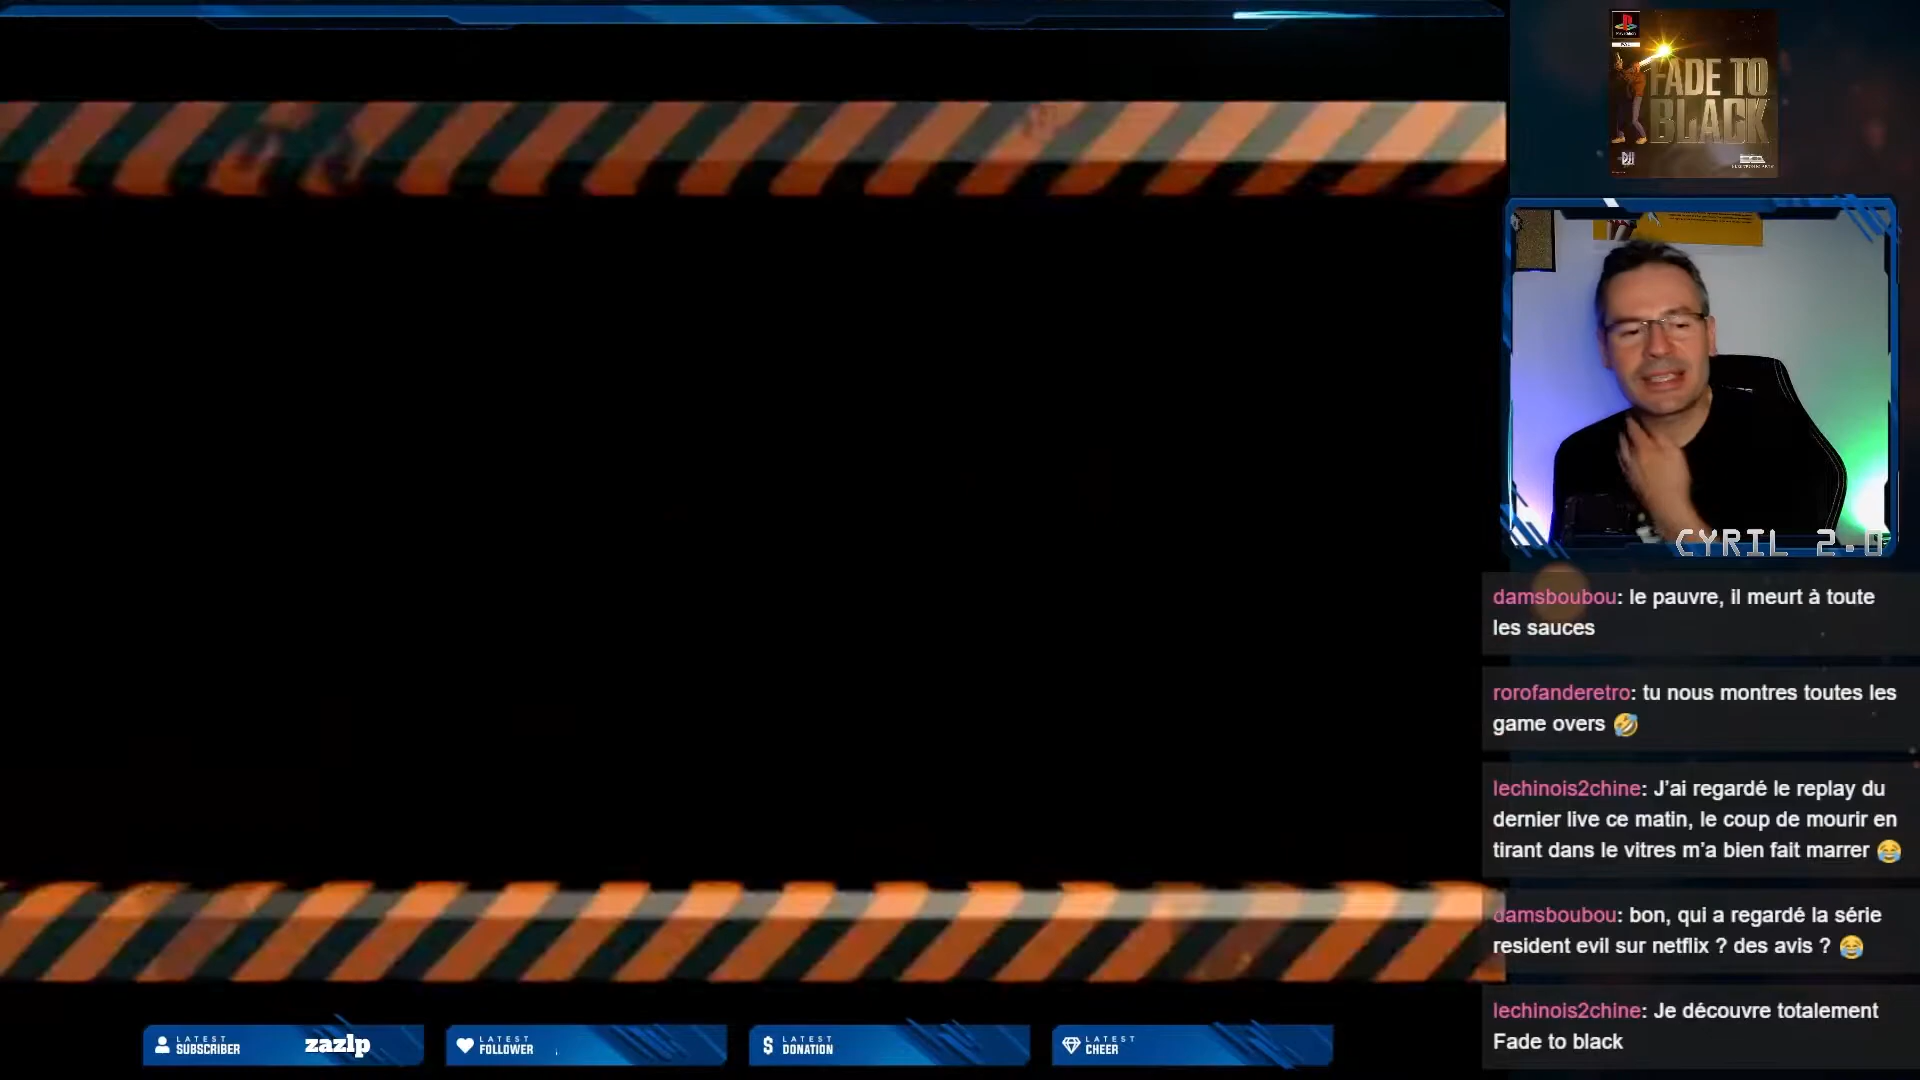 FADE TO
BLACK
CYRIL 2.0
damsboubou: le pauvre, il meurt à toute
les sauces
rorofanderetro: tu nous montres toutes les
game overs 🤣
lechinois2chine: J'ai regardé le replay du
dernier live ce matin, le coup de mourir en
tirant dans le vitres m'a bien fait marrer 😂
damsboubou: bon, qui a regardé la série
resident evil sur netflix ? des avis ? 😂
lechinois2chine: Je découvre totalement
Fade to black
LATEST
SUBSCRIBER
zazlp
LATEST
FOLLOWER
LATEST
DONATION
LATEST
CHEER